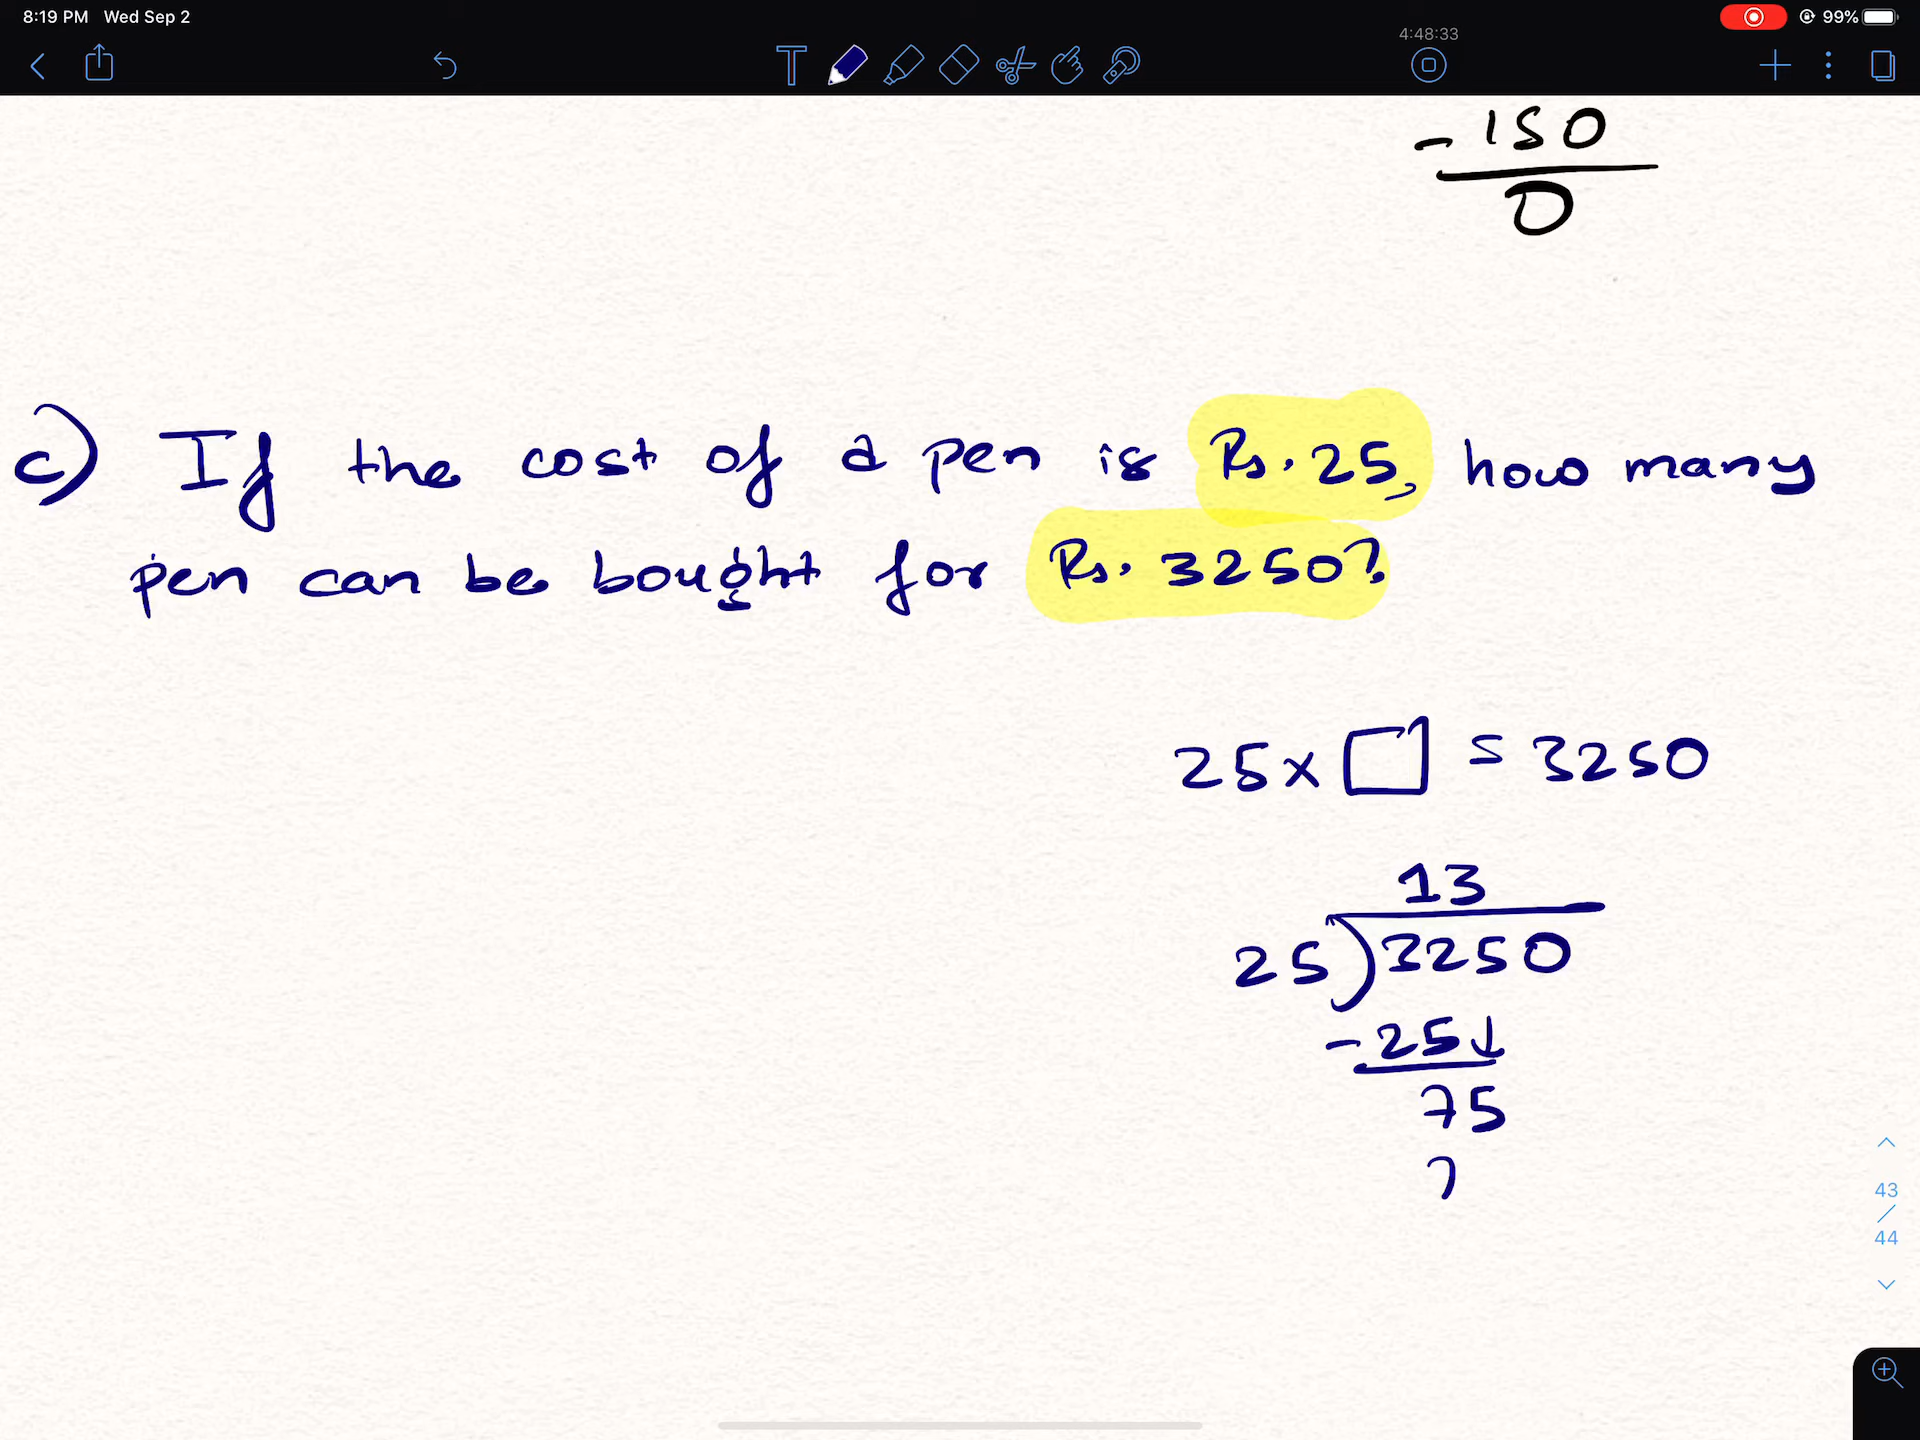 8:19 PM Wed Sep 2
99%
4:48:33
T
- 150
0
c) If the cost of a pen is Rs. 25, how many
pen can be bought for Rs. 3250?
25 × □ = 3250
13
25)3250
- 25↓
75
43
/
44